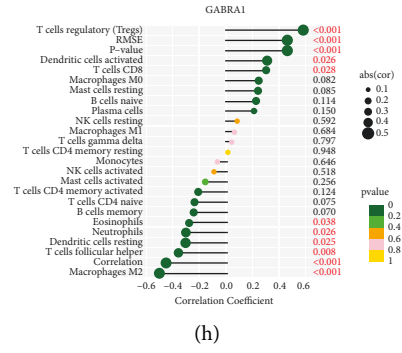 GABRA1
T cells regulatory (Tregs) <0.001
RMSE <0.001
P-value <0.001
Dendritic cells activated 0.026
T cells CD8 0.028
Macrophages M0 0.082
Mast cells resting 0.085
B cells naive 0.114
Plasma cells 0.150
NK cells resting 0.592
Macrophages M1 0.684
T cells gamma delta 0.797
T cells CD4 memory resting 0.948
Monocytes 0.646
NK cells activated 0.518
Mast cells activated 0.256
T cells CD4 memory activated 0.124
T cells CD4 naive 0.075
B cells memory 0.070
Eosinophils 0.038
Neutrophils 0.026
Dendritic cells resting 0.025
T cells follicular helper 0.008
Correlation <0.001
Macrophages M2 <0.001
−0.6 −0.4 −0.2 0.0 0.2 0.4 0.6
Correlation Coefficient
abs(cor)
0.1
0.2
0.3
0.4
0.5
pvalue
0
0.2
0.4
0.6
0.8
1
(h)